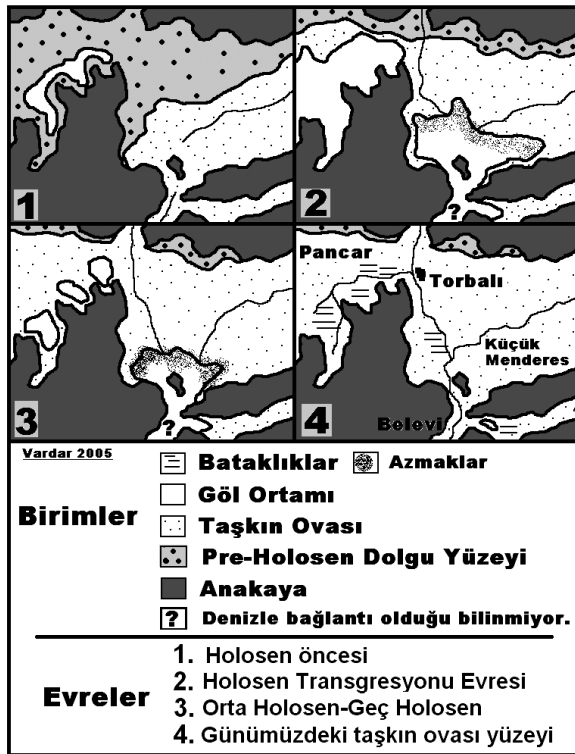 1
2
?
3
?
4
Pancar
Torbalı
Küçük
Menderes
Belevi
Vardar 2005
Birimler
Bataklıklar
Azmaklar
Göl Ortamı
Taşkın Ovası
Pre-Holosen Dolgu Yüzeyi
Anakaya
? Denizle bağlantı olduğu bilinmiyor.
Evreler
1. Holosen öncesi
2. Holosen Transgresyonu Evresi
3. Orta Holosen-Geç Holosen
4. Günümüzdeki taşkın ovası yüzeyi